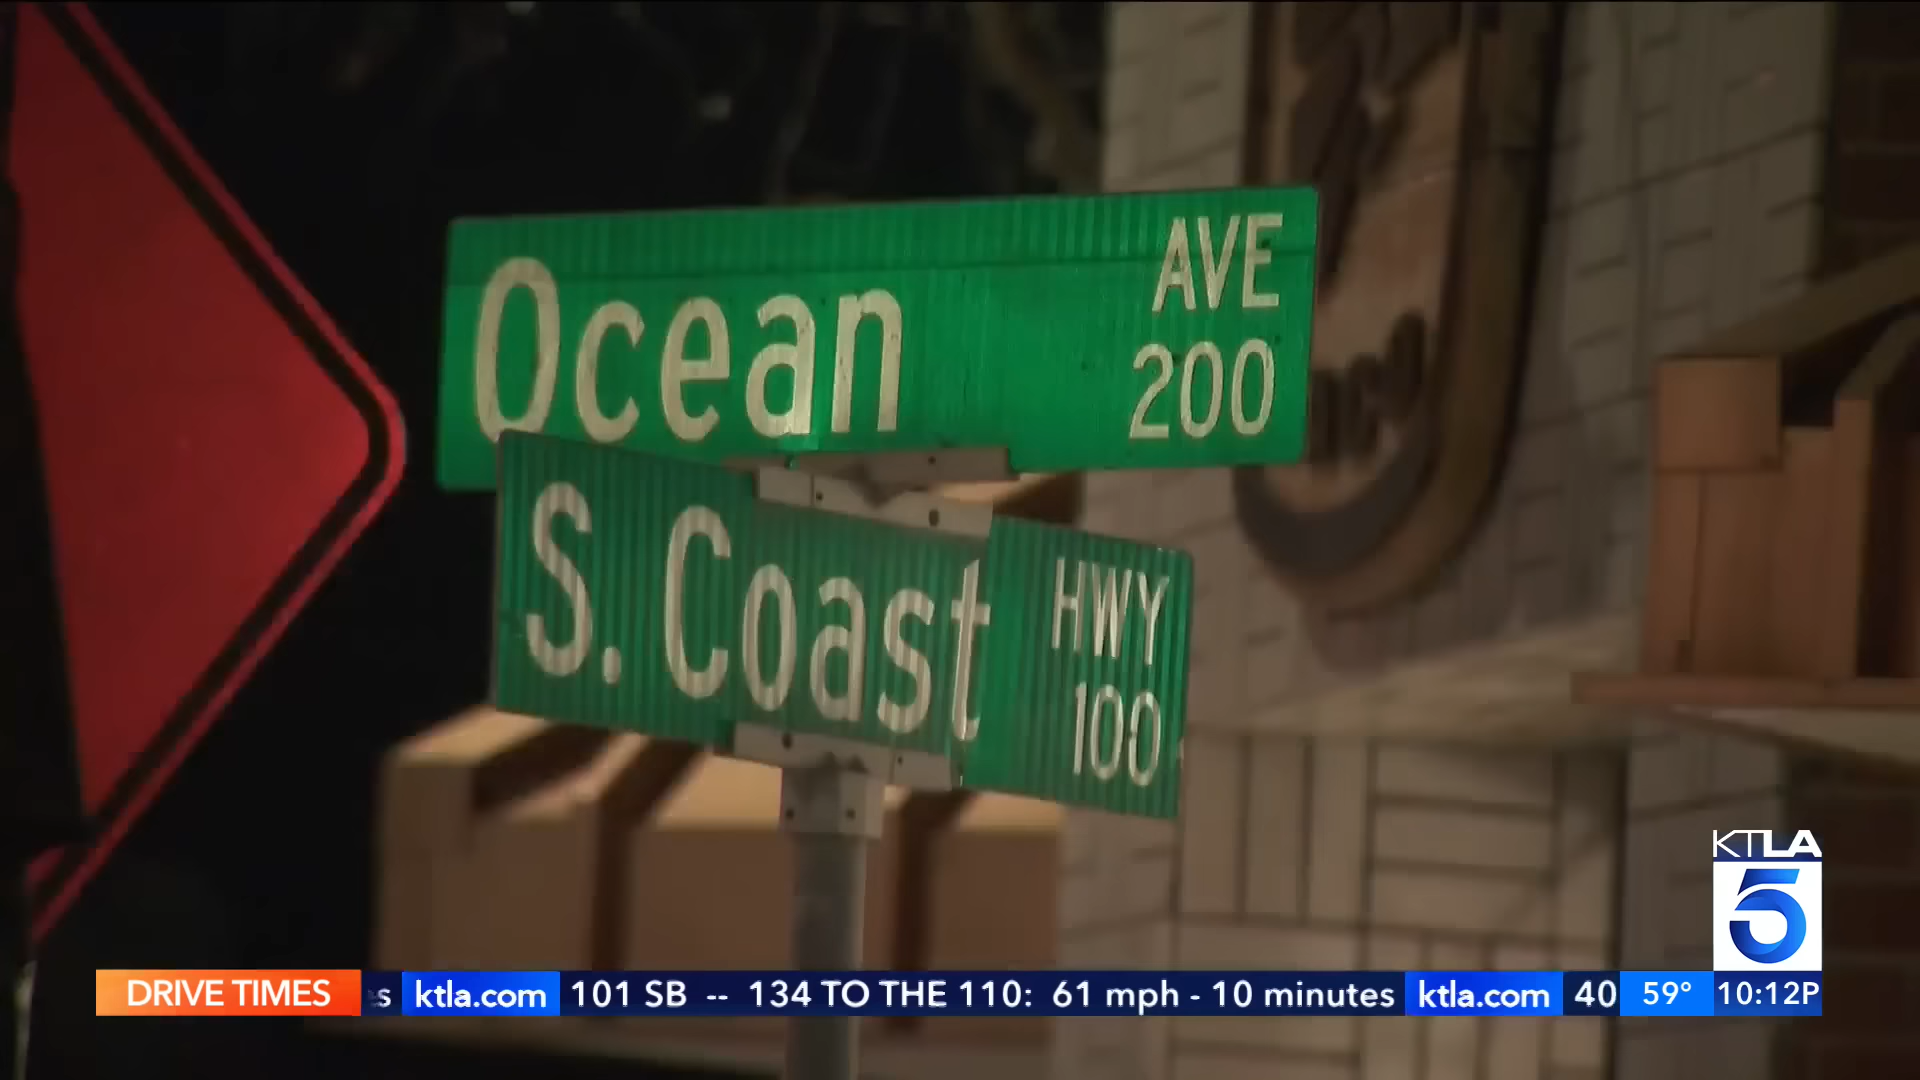 Ocean AVE
200
S. Coast HWY
100
KTLA
5
DRIVE TIMES s ktla.com 101 SB -- 134 TO THE 110: 61 mph - 10 minutes ktla.com 40 59° 10:12P